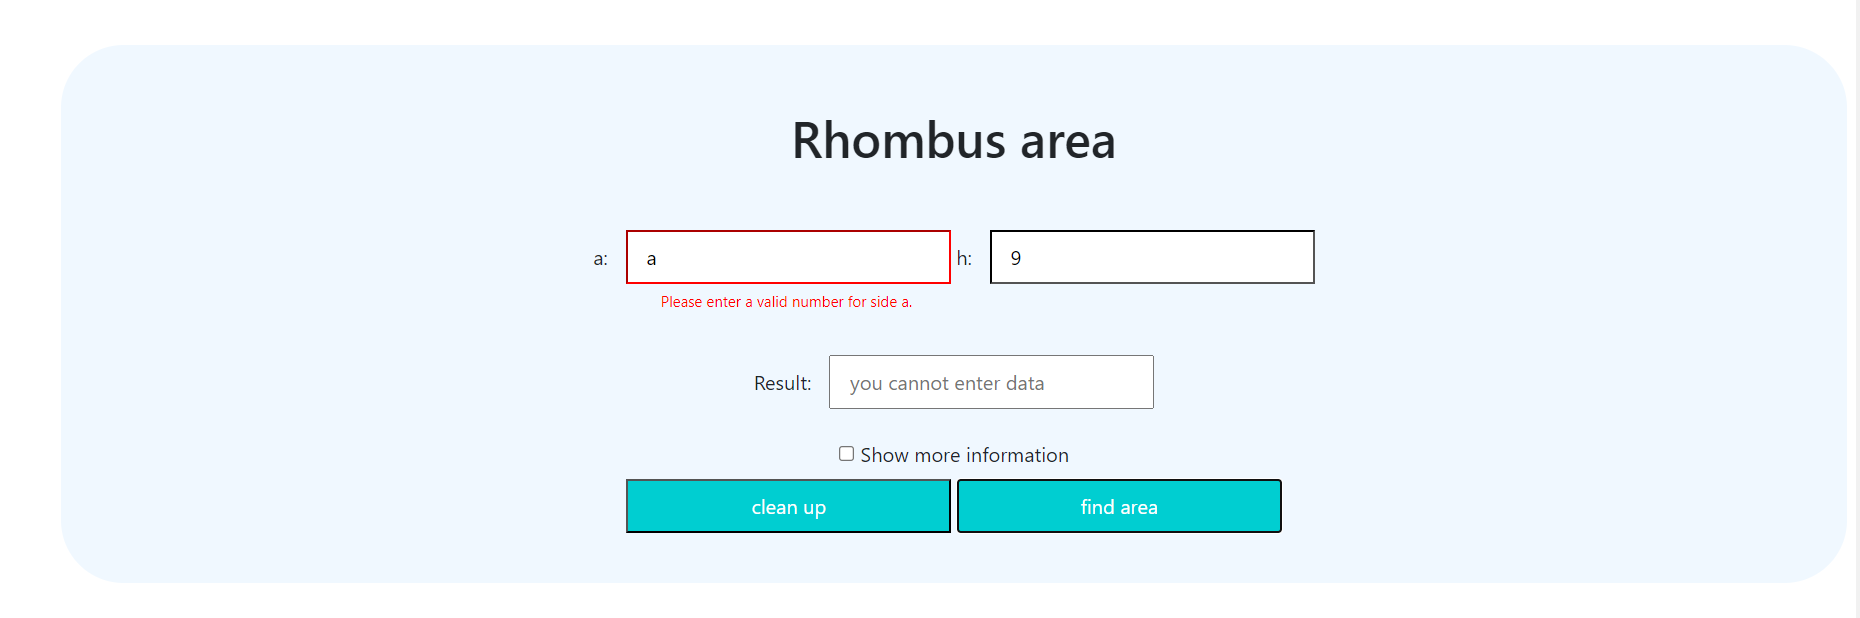 Rhombus area
a: a h: 9
Please enter a valid number for side a.
Result: you cannot enter data
Show more information
clean up find area